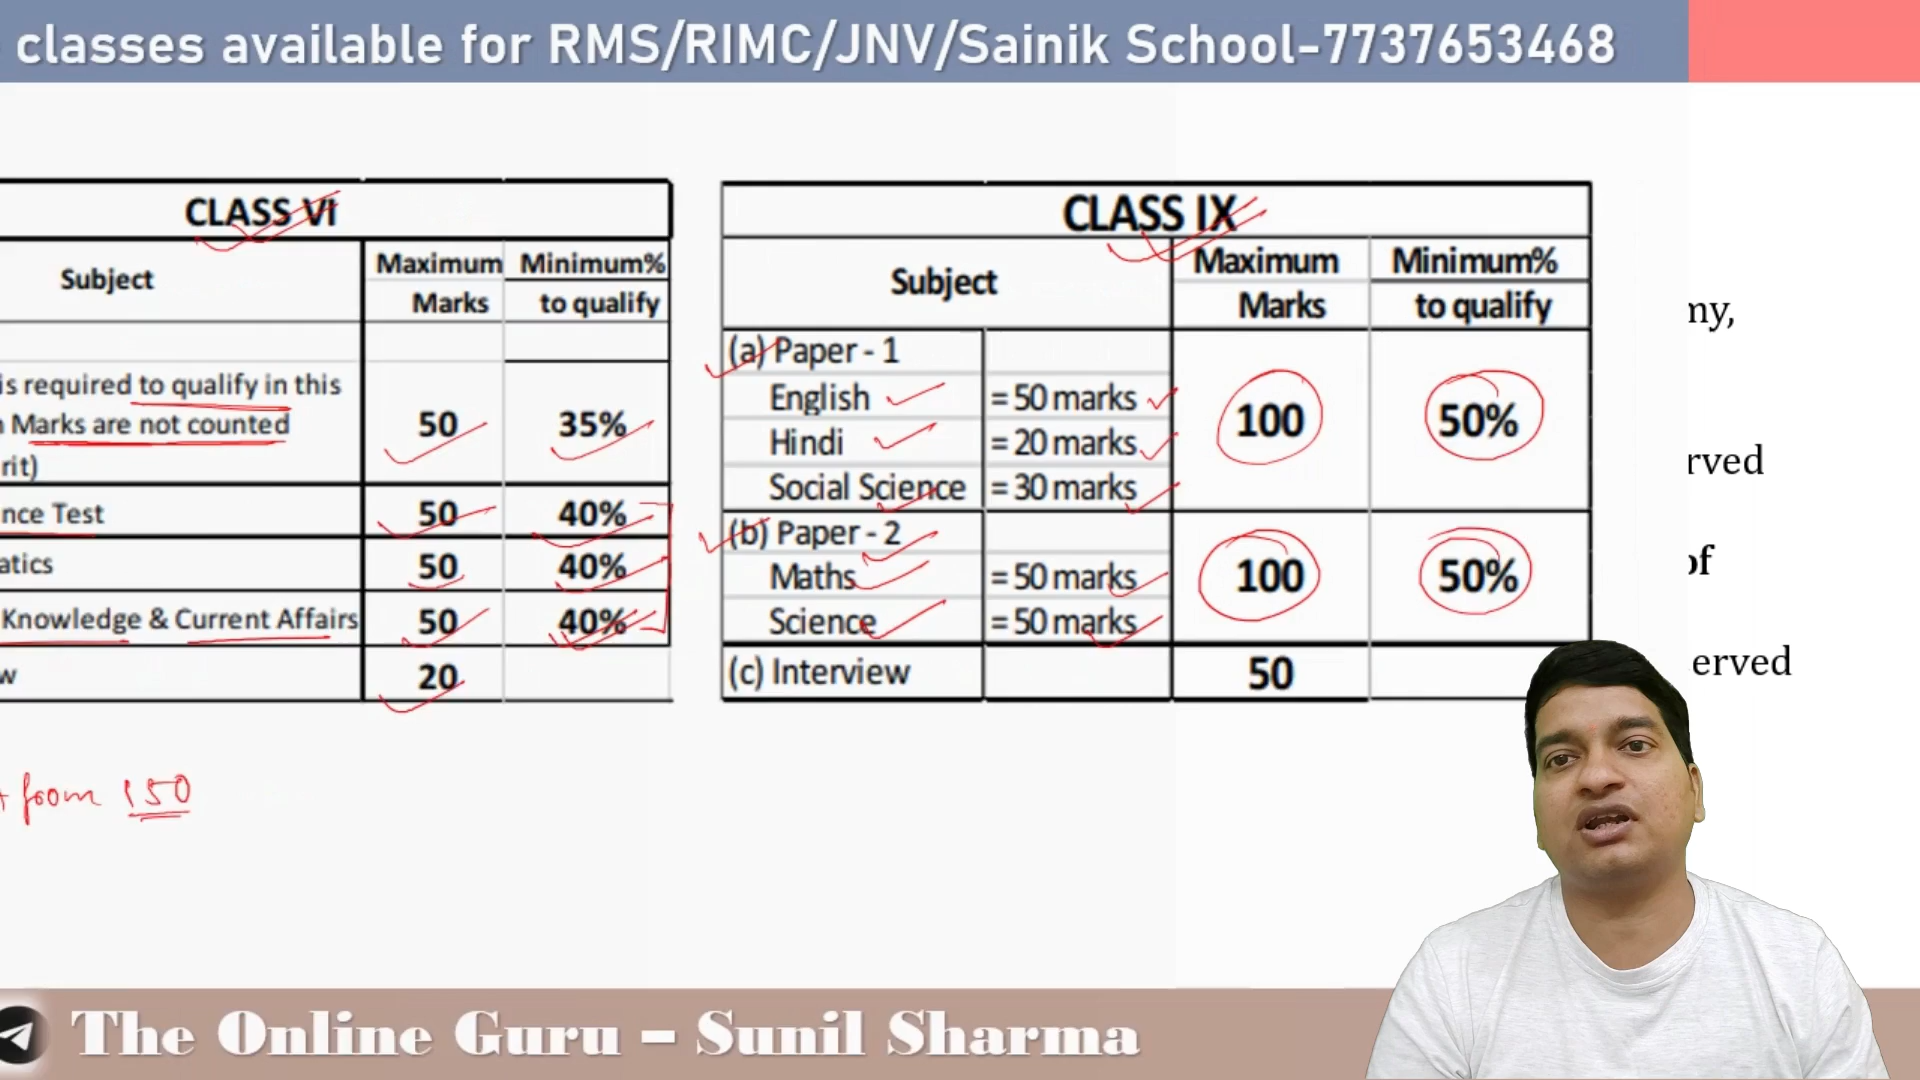 classes available for RMS/RIMC/JNV/Sainik School-7737653468
CLASS VI
Subject
Maximum Marks
Minimum% to qualify
is required to qualify in this
Marks are not counted
rit)
50
35%
nce Test
50
40%
atics
50
40%
Knowledge & Current Affairs
50
40%
w
20
from 150
CLASS IX
Subject
Maximum Marks
Minimum% to qualify
(a) Paper - 1
English = 50 marks
Hindi = 20 marks
Social Science = 30 marks
100
50%
(b) Paper - 2
Maths = 50 marks
Science = 50 marks
100
50%
(c) Interview
50
my,
rved
of
erved
The Online Guru – Sunil Sharma